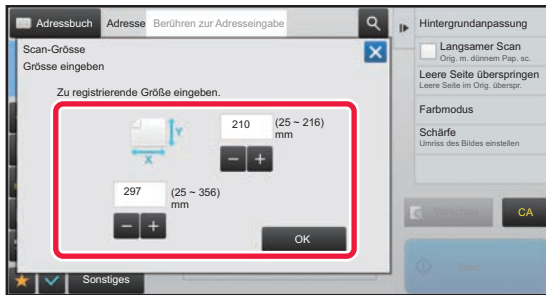 Adressbuch
Adresse
Berühren zur Adresseingabe
Scan-Grösse
Grösse eingeben
Zu registrierende Größe eingeben.
Y
210
(25 ~ 216)
mm
X
297
(25 ~ 356)
mm
OK
Sonstiges
Hintergrundanpassung
Langsamer Scan
Orig. m. dünnem Pap. sc.
Leere Seite überspringen
Leere Seite im Orig. überspr.
Farbmodus
Schärfe
Umriss des Bildes einstellen
Vorschau
CA
Start